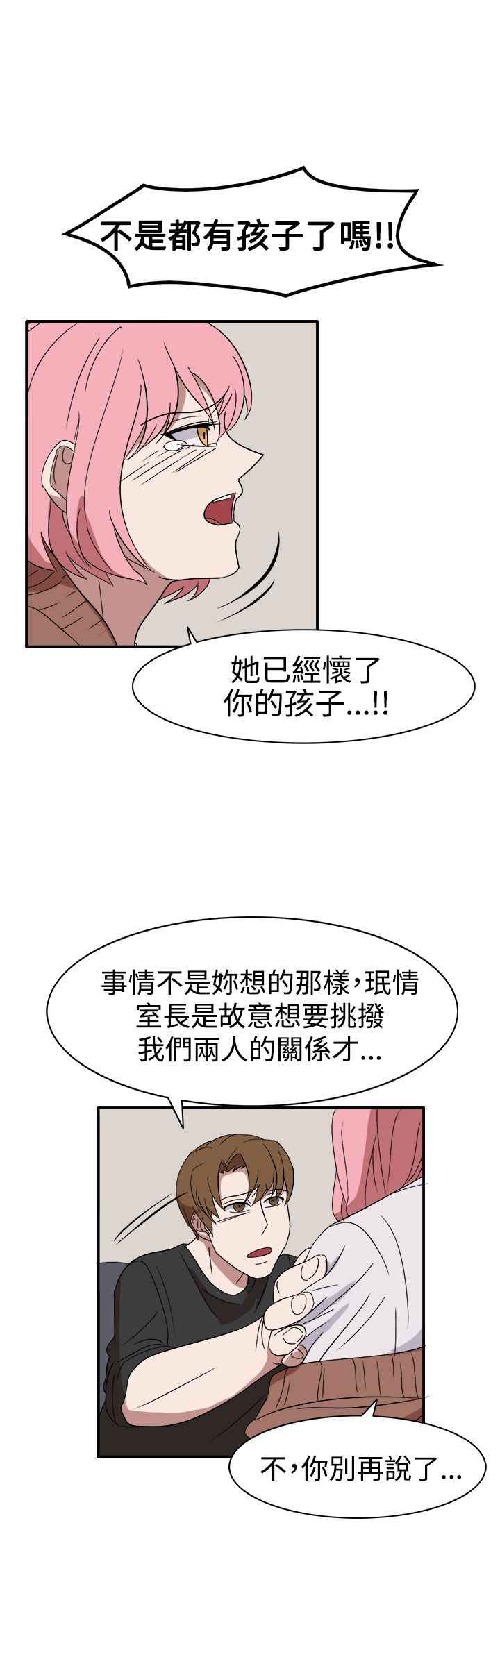 不是都有孩子了嗎!!
她已經懷了
你的孩子...!!
事情不是妳想的那樣,珉情
室長是故意想要挑撥
我們兩人的關係才...
不,你別再說了...